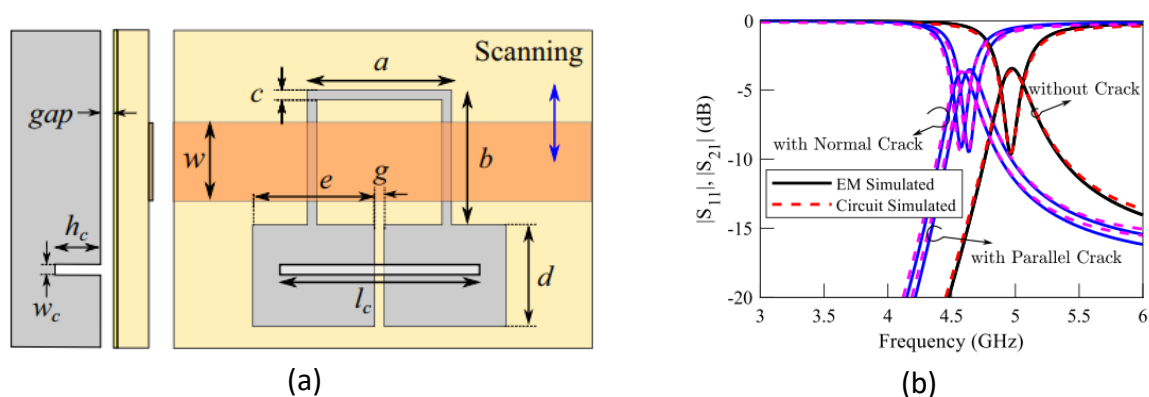 Scanning
a
c
gap
w
b
e
g
h_c
w_c
l_c
d
(a)
|S₁₁|, |S₂₁| (dB)
0
-5
-10
-15
-20
without Crack
with Normal Crack
EM Simulated
Circuit Simulated
with Parallel Crack
3
3.5
4
4.5
5
5.5
6
Frequency (GHz)
(b)